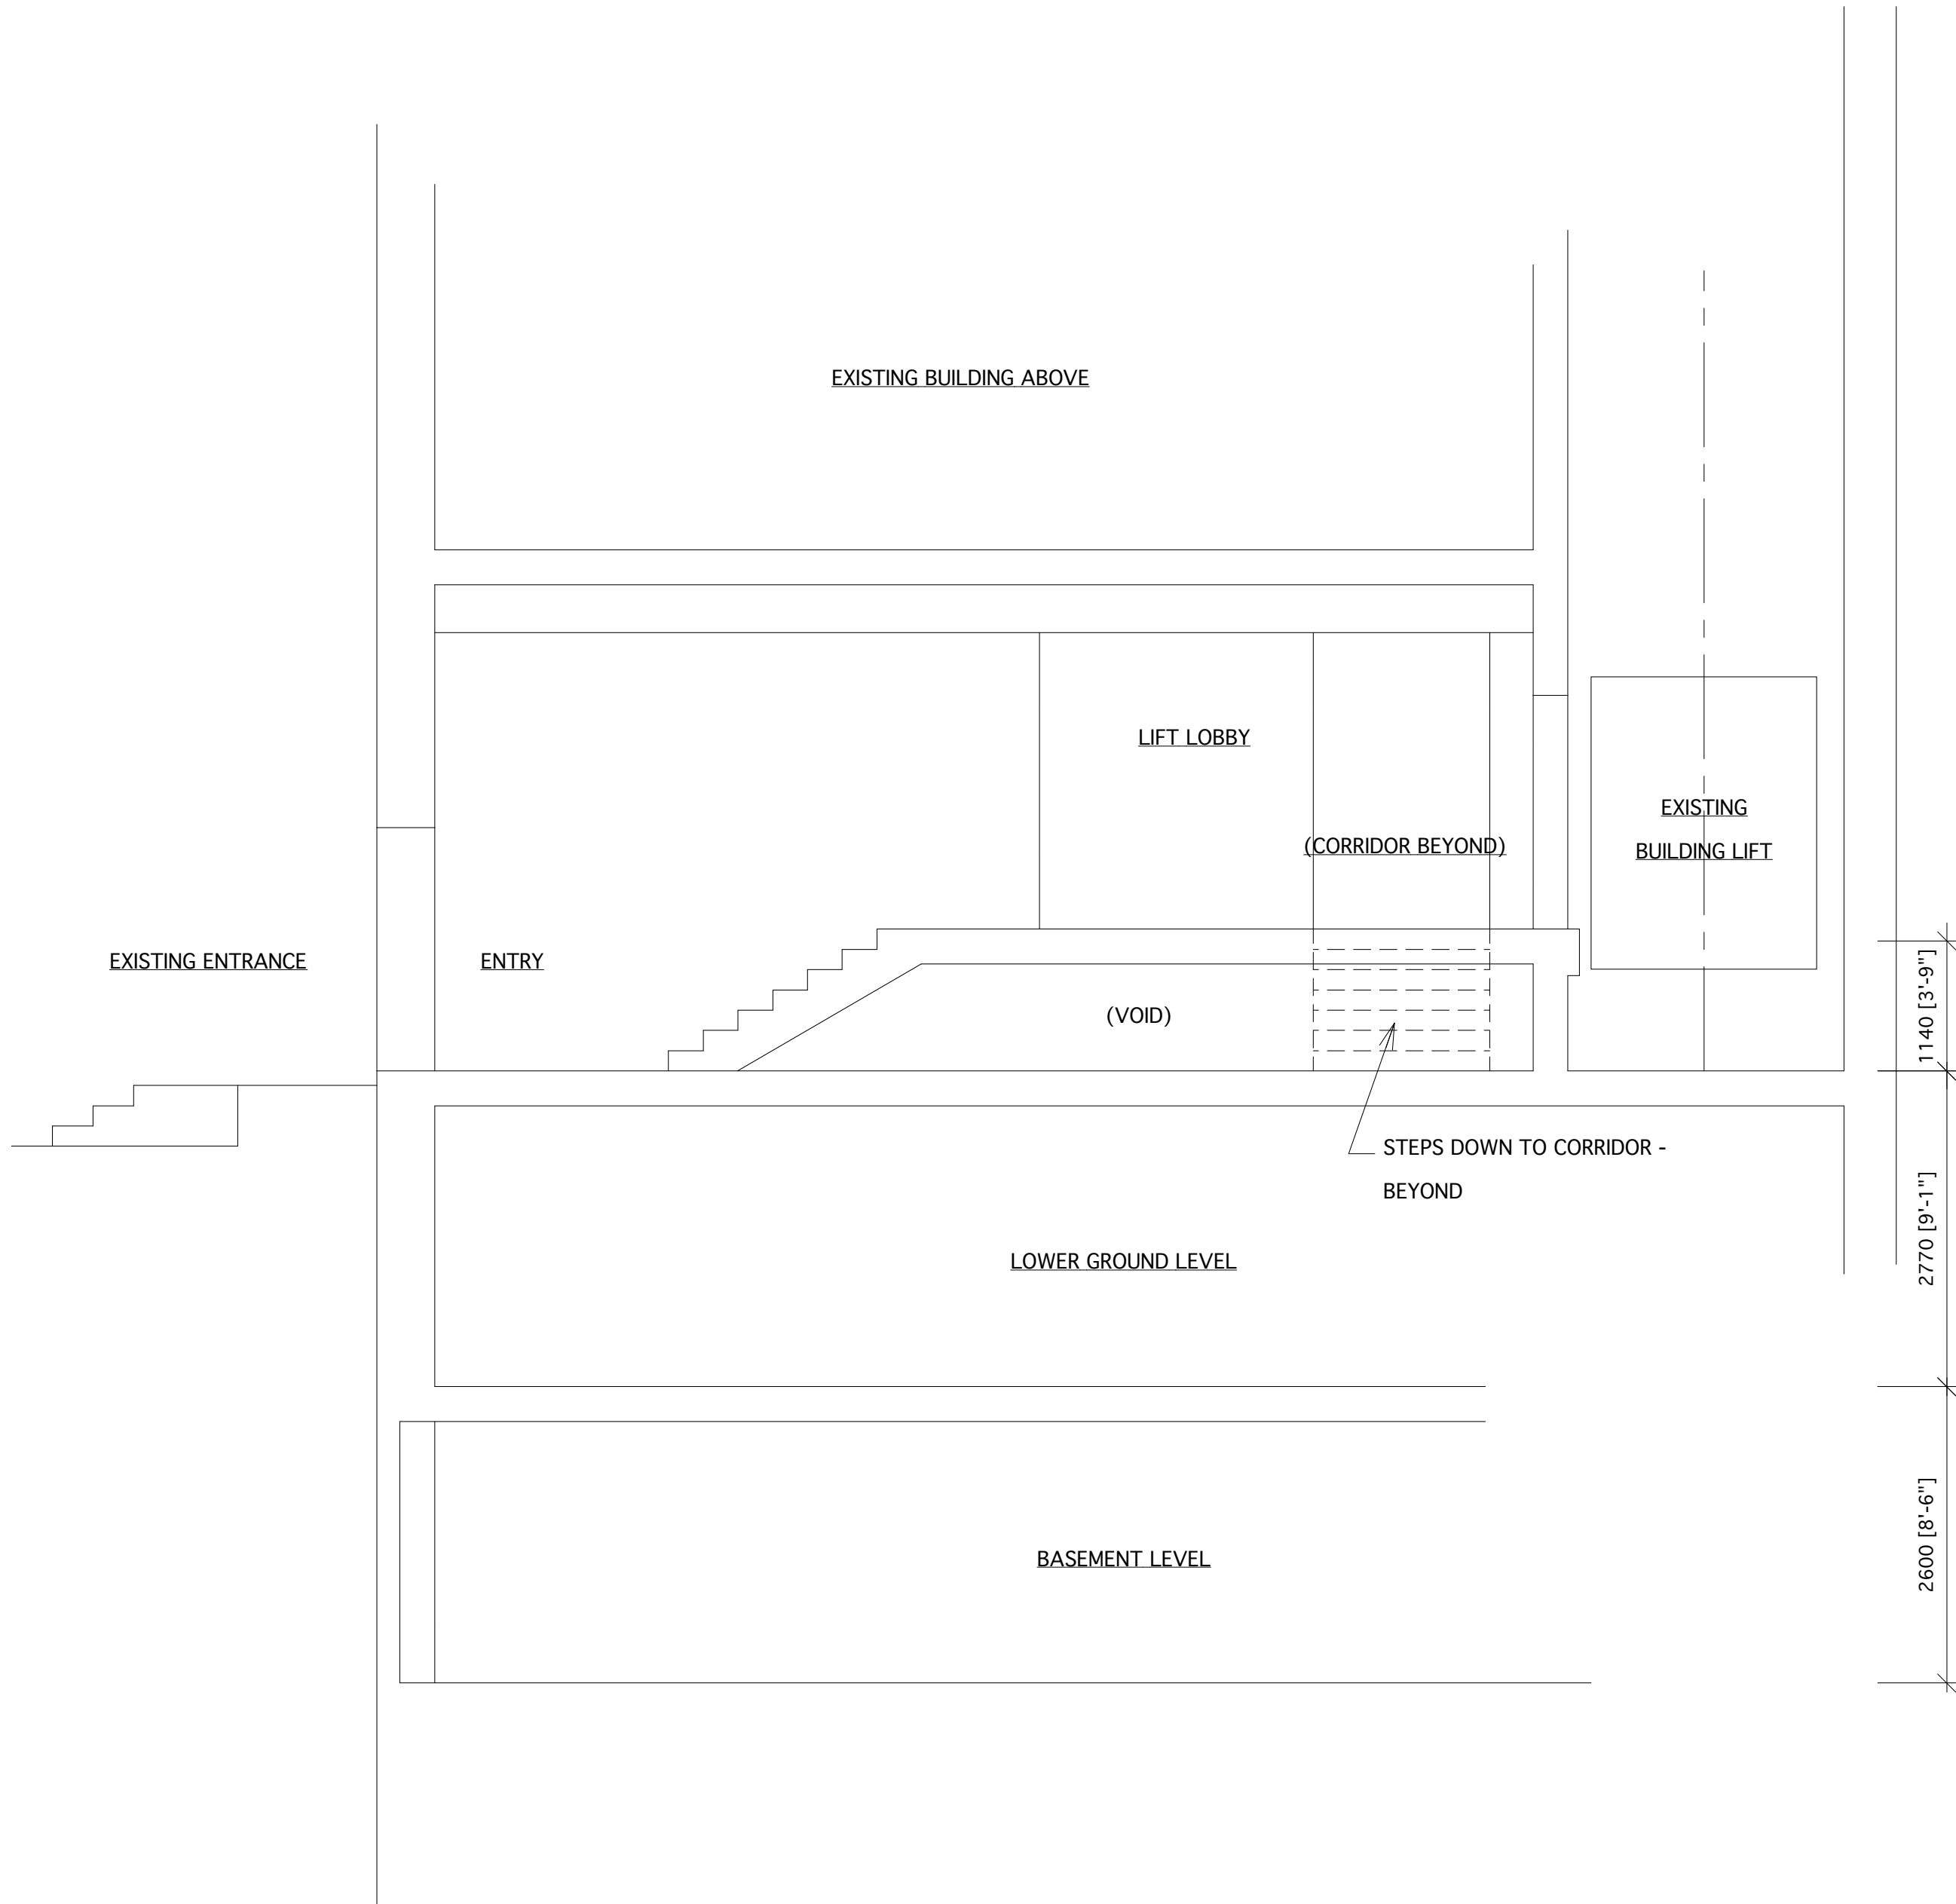 EXISTING BUILDING ABOVE
LIFT LOBBY
EXISTING
BUILDING LIFT
(CORRIDOR BEYOND)
EXISTING ENTRANCE
ENTRY
(VOID)
1140 [3'-9"]
STEPS DOWN TO CORRIDOR -
BEYOND
2770 [9'-1"]
LOWER GROUND LEVEL
2600 [8'-6"]
BASEMENT LEVEL